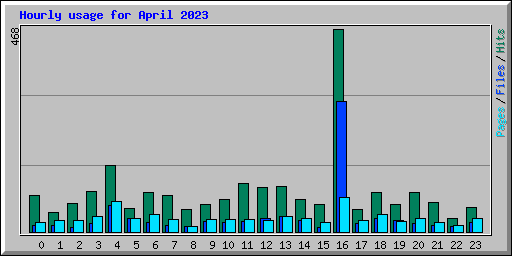 Hourly usage for April 2023
468
Pages/Files/Hits
0 1 2 3 4 5 6 7 8 9 10 11 12 13 14 15 16 17 18 19 20 21 22 23